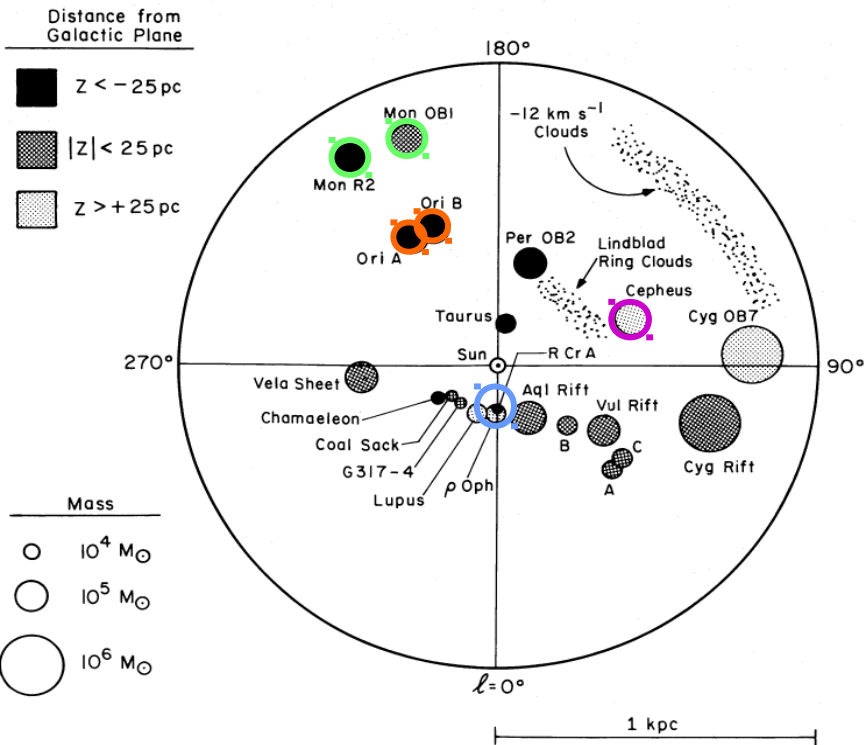 Distance from
Galactic Plane
Z < -25 pc
|Z| < 25 pc
Z > +25 pc
180°
Mon OB1
-12 km s⁻¹
Clouds
Mon R2
Ori B
Ori A
Per OB2
Lindblad
Ring Clouds
Cepheus
Cyg OB7
Taurus
Sun
R Cr A
270°
90°
Vela Sheet
Aql Rift
Vul Rift
Chamaeleon
Coal Sack
B
C
G317-4
A
Cyg Rift
Lupus
ρ Oph
Mass
10⁴ M☉
10⁵ M☉
10⁶ M☉
ℓ=0°
1 kpc